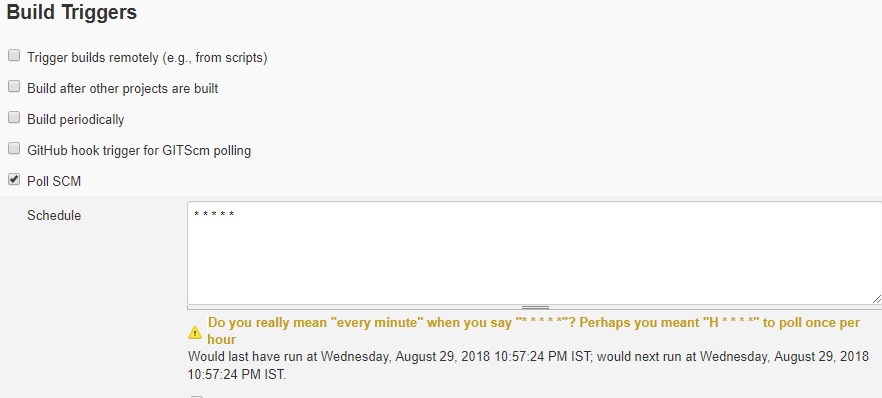 Build Triggers
Trigger builds remotely (e.g., from scripts)
Build after other projects are built
Build periodically
GitHub hook trigger for GITScm polling
Poll SCM
Schedule
* * * * *
Do you really mean "every minute" when you say "* * * * *"? Perhaps you meant "H * * * *" to poll once per
hour
Would last have run at Wednesday, August 29, 2018 10:57:24 PM IST; would next run at Wednesday, August 29, 2018
10:57:24 PM IST.